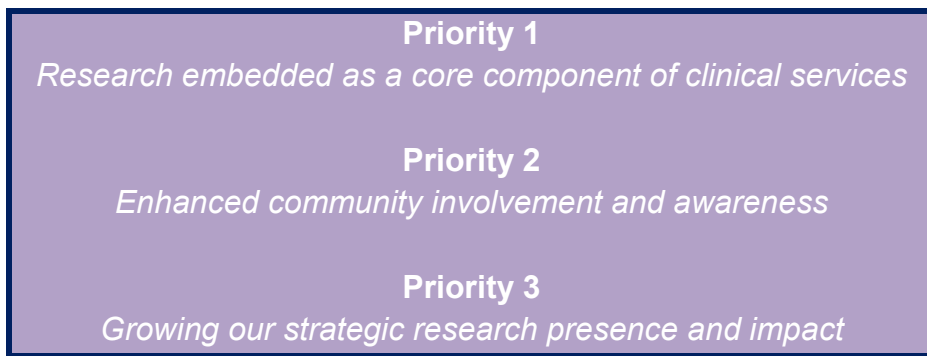 Priority 1
Research embedded as a core component of clinical services
Priority 2
Enhanced community involvement and awareness
Priority 3
Growing our strategic research presence and impact